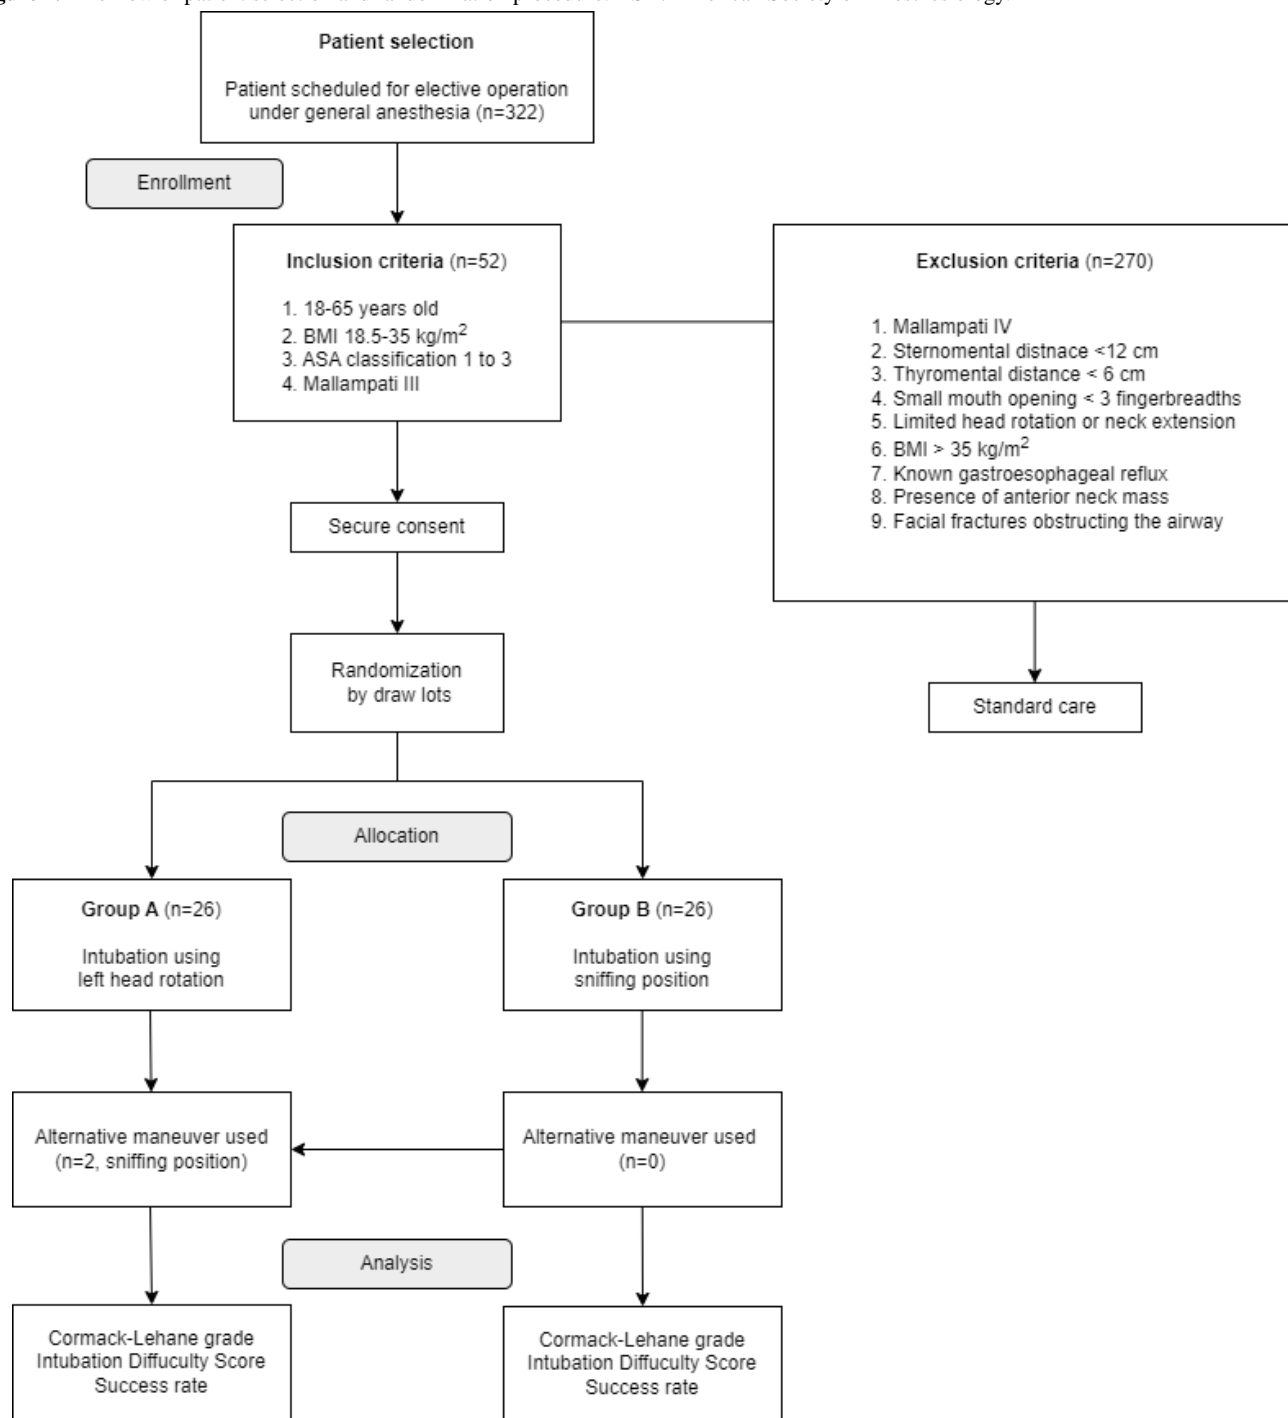 Patient selection
Patient scheduled for elective operation
under general anesthesia (n=322)
Enrollment
Inclusion criteria (n=52)
1. 18-65 years old
2. BMI 18.5-35 kg/m²
3. ASA classification 1 to 3
4. Mallampati III
Exclusion criteria (n=270)
1. Mallampati IV
2. Sternomental distnace <12 cm
3. Thyromental distance < 6 cm
4. Small mouth opening < 3 fingerbreadths
5. Limited head rotation or neck extension
6. BMI > 35 kg/m²
7. Known gastroesophageal reflux
8. Presence of anterior neck mass
9. Facial fractures obstructing the airway
Secure consent
Randomization
by draw lots
Standard care
Allocation
Group A (n=26)
Intubation using
left head rotation
Group B (n=26)
Intubation using
sniffing position
Alternative maneuver used
(n=2, sniffing position)
Alternative maneuver used
(n=0)
Analysis
Cormack-Lehane grade
Intubation Diffuculty Score
Success rate
Cormack-Lehane grade
Intubation Diffuculty Score
Success rate